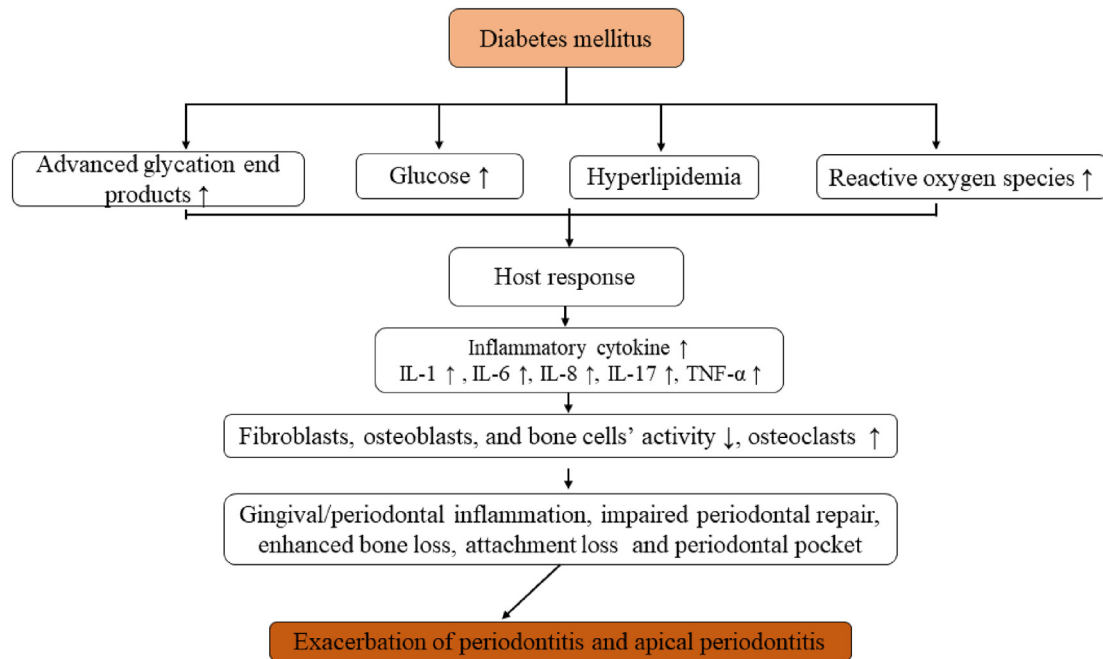 Diabetes mellitus
Advanced glycation end
products ↑
Glucose ↑
Hyperlipidemia
Reactive oxygen species ↑
Host response
Inflammatory cytokine ↑
IL-1 ↑ , IL-6 ↑, IL-8 ↑, IL-17 ↑, TNF-α ↑
Fibroblasts, osteoblasts, and bone cells’ activity ↓, osteoclasts ↑
Gingival/periodontal inflammation, impaired periodontal repair,
enhanced bone loss, attachment loss and periodontal pocket
Exacerbation of periodontitis and apical periodontitis